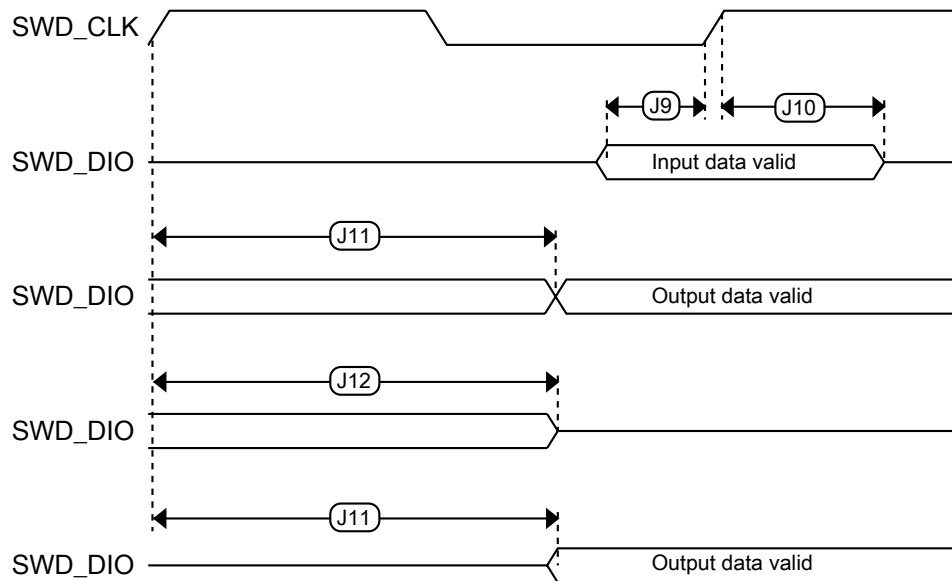 SWD_CLK
J9
J10
SWD_DIO
Input data valid
J11
SWD_DIO
Output data valid
J12
SWD_DIO
J11
SWD_DIO
Output data valid